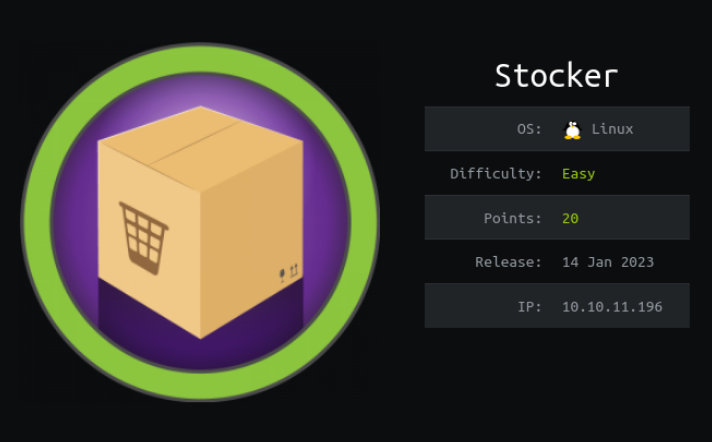 Stocker
OS: Linux
Difficulty: Easy
Points: 20
Release: 14 Jan 2023
IP: 10.10.11.196